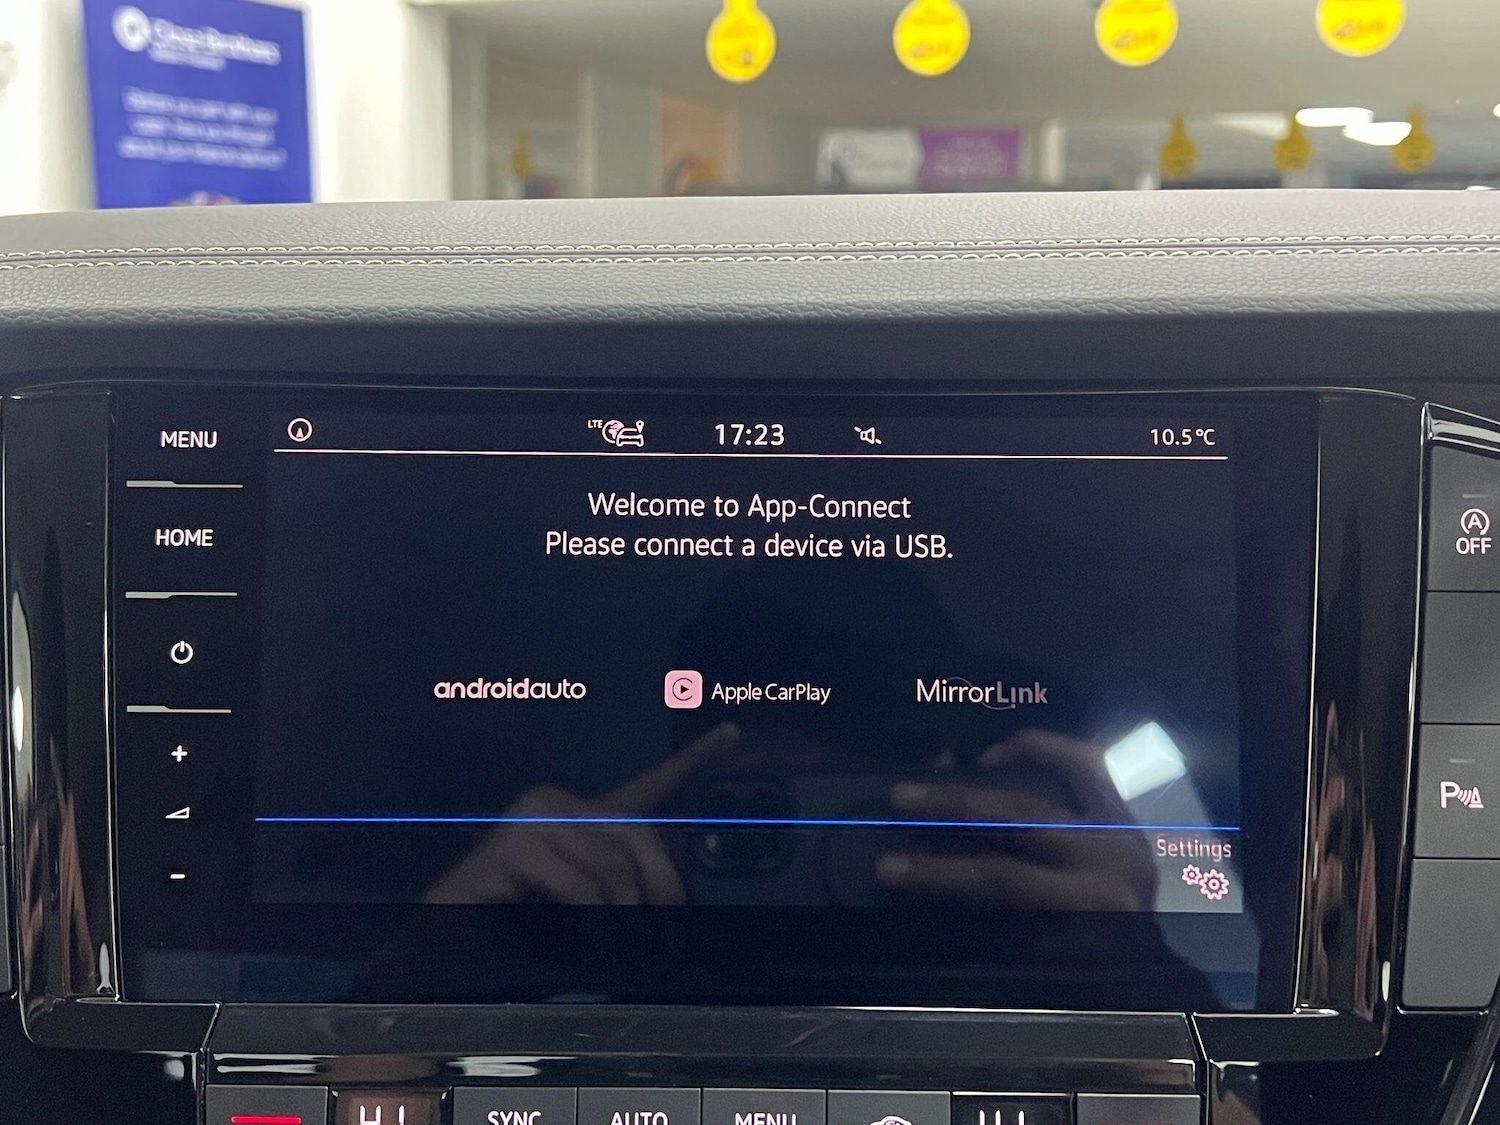 MENU
LTE
17:23
10.5°C
Welcome to App-Connect
Please connect a device via USB.
HOME
androidauto
Apple CarPlay
MirrorLink
Settings
A
OFF
P
SYNC
AUTO
MENU